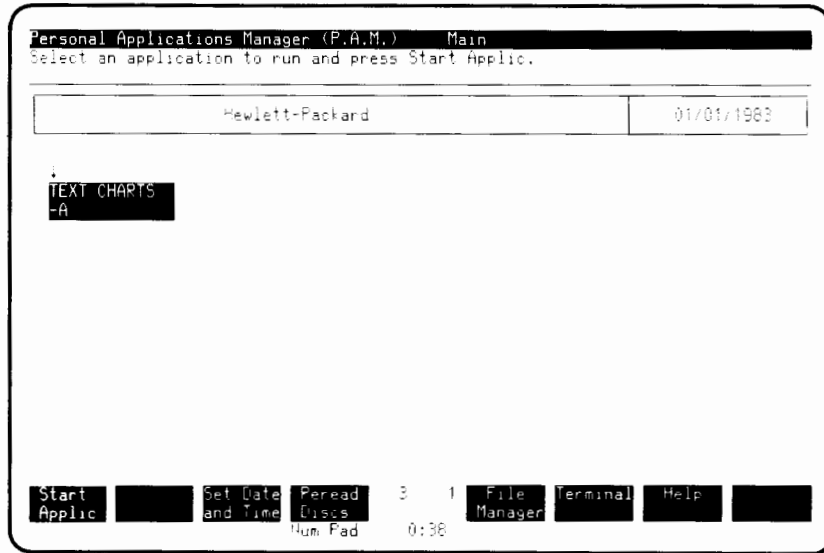 Personal Applications Manager (P.A.M.) Main
Select an application to run and press Start Applic.
Hewlett-Packard 01/01/1983
TEXT CHARTS
-A
Start Set Date Peread 3 1 File Terminal Help
Applic and Time Discs Manager
Num Pad 0:38